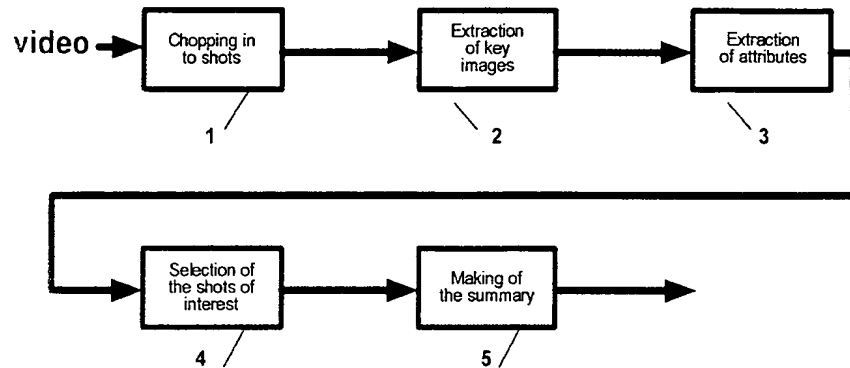 video
Chopping in
to shots
Extraction
of key
images
Extraction
of attributes
1
2
3
Selection of
the shots of
interest
Making of
the summary
4
5